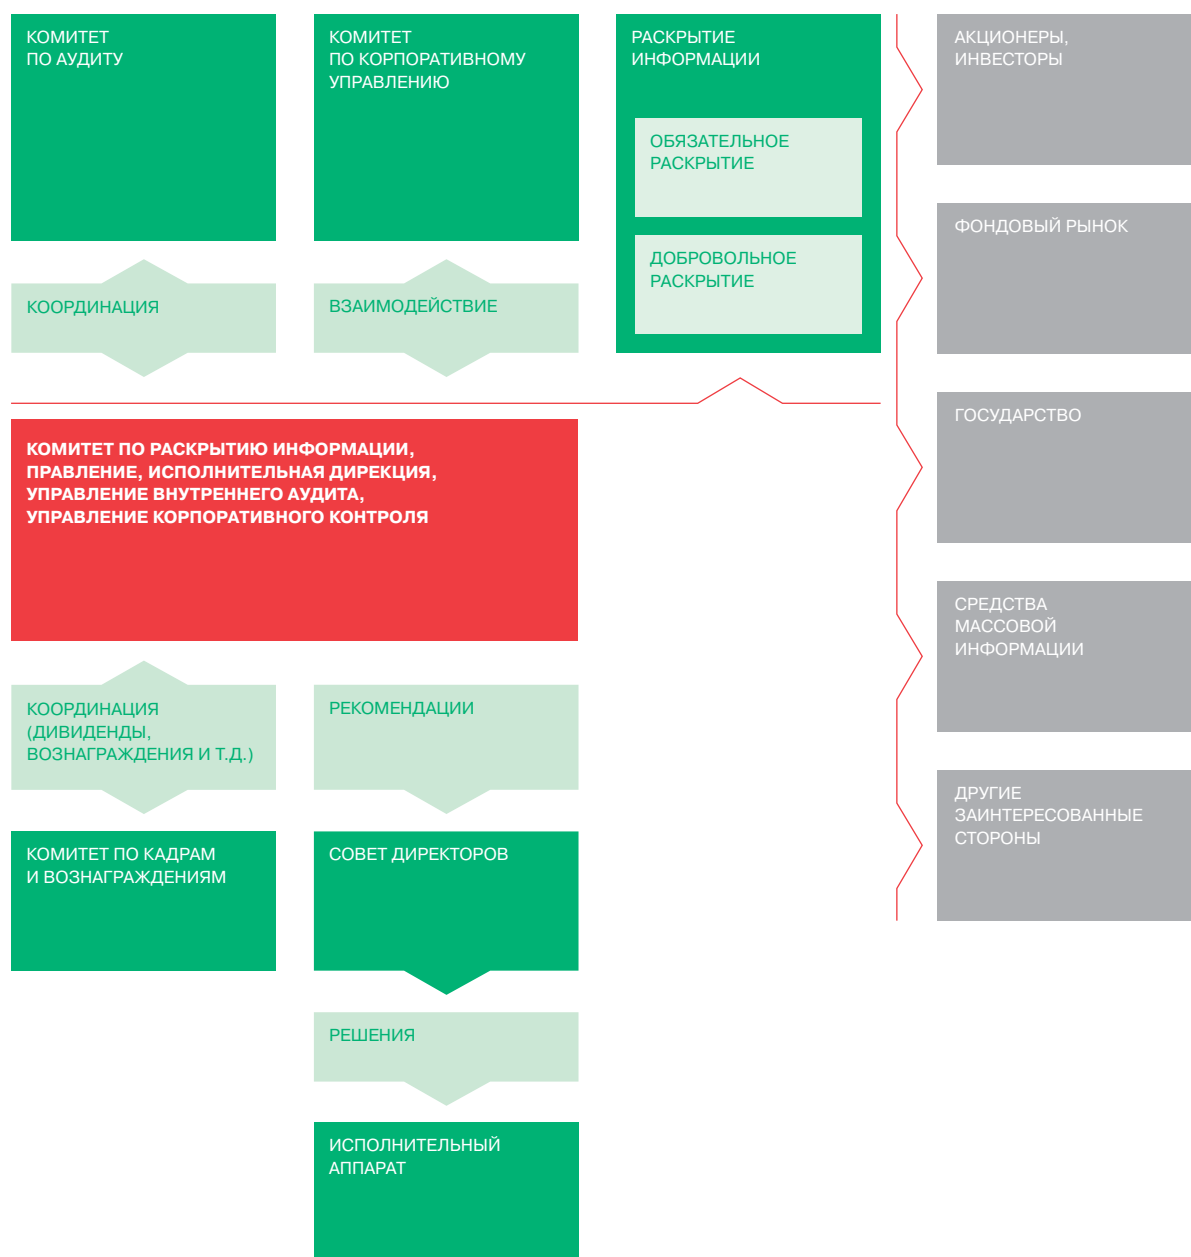 КОМИТЕТ
ПО АУДИТУ
КОМИТЕТ
ПО КОРПОРАТИВНОМУ
УПРАВЛЕНИЮ
РАСКРЫТИЕ
ИНФОРМАЦИИ
ОБЯЗАТЕЛЬНОЕ
РАСКРЫТИЕ
ДОБРОВОЛЬНОЕ
РАСКРЫТИЕ
КООРДИНАЦИЯ
ВЗАИМОДЕЙСТВИЕ
КОМИТЕТ ПО РАСКРЫТИЮ ИНФОРМАЦИИ,
ПРАВЛЕНИЕ, ИСПОЛНИТЕЛЬНАЯ ДИРЕКЦИЯ,
УПРАВЛЕНИЕ ВНУТРЕННЕГО АУДИТА,
УПРАВЛЕНИЕ КОРПОРАТИВНОГО КОНТРОЛЯ
КООРДИНАЦИЯ
(ДИВИДЕНДЫ,
ВОЗНАГРАЖДЕНИЯ И Т.Д.)
РЕКОМЕНДАЦИИ
КОМИТЕТ ПО КАДРАМ
И ВОЗНАГРАЖДЕНИЯМ
СОВЕТ ДИРЕКТОРОВ
РЕШЕНИЯ
ИСПОЛНИТЕЛЬНЫЙ
АППАРАТ
АКЦИОНЕРЫ,
ИНВЕСТОРЫ
ФОНДОВЫЙ РЫНОК
ГОСУДАРСТВО
СРЕДСТВА
МАССОВОЙ
ИНФОРМАЦИИ
ДРУГИЕ
ЗАИНТЕРЕСОВАННЫЕ
СТОРОНЫ